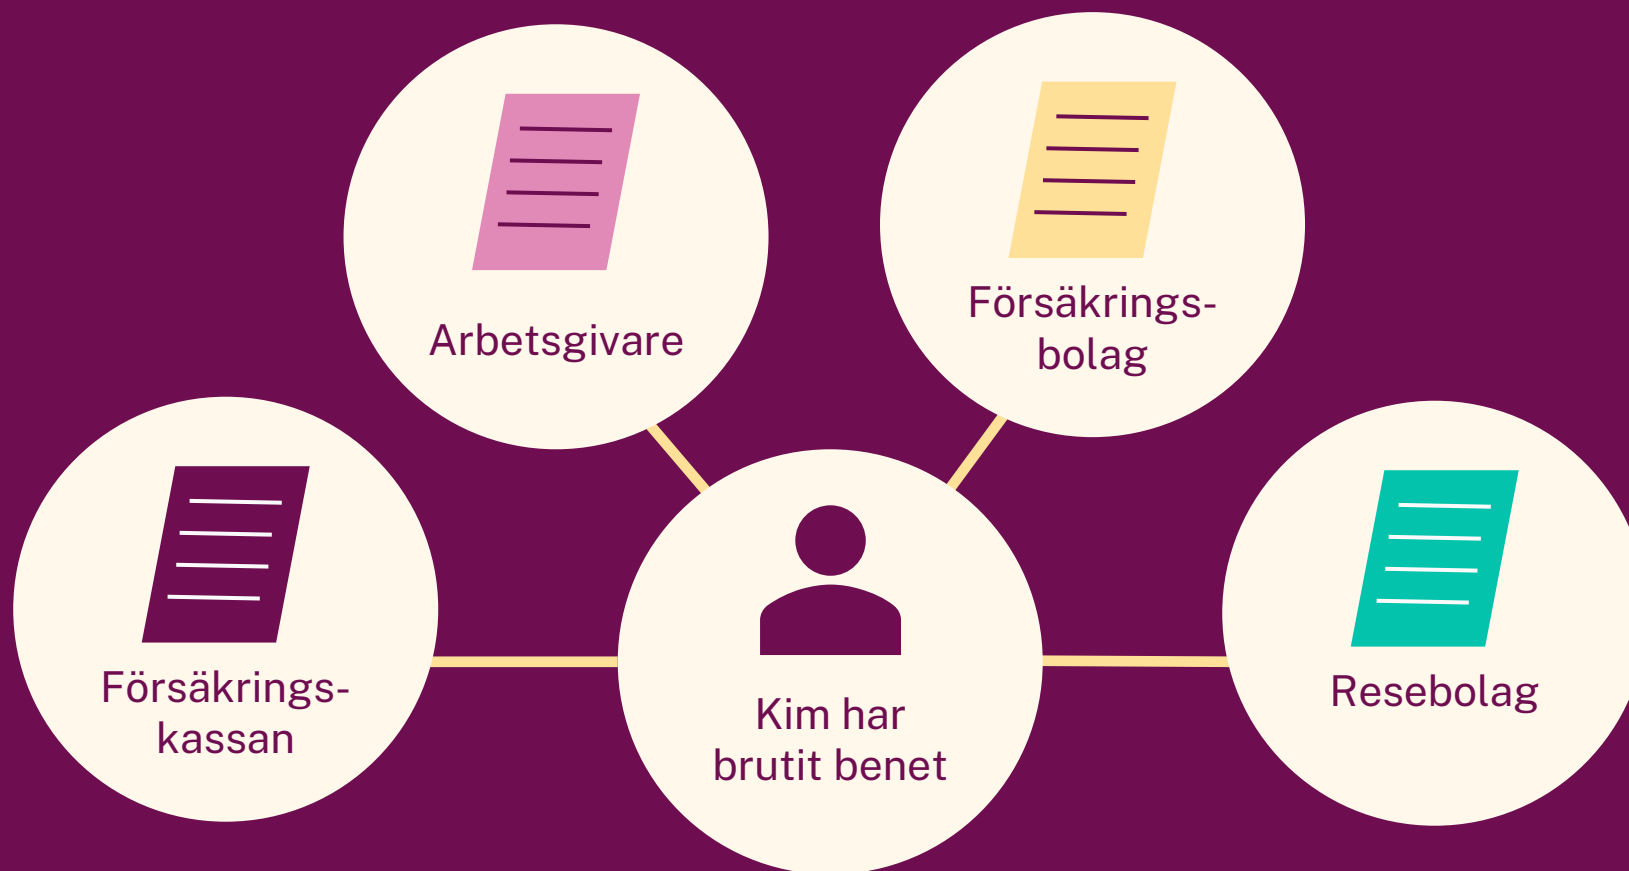 Arbetsgivare
Försäkrings-
bolag
Försäkrings-
kassan
Kim har
brutit benet
Resebolag